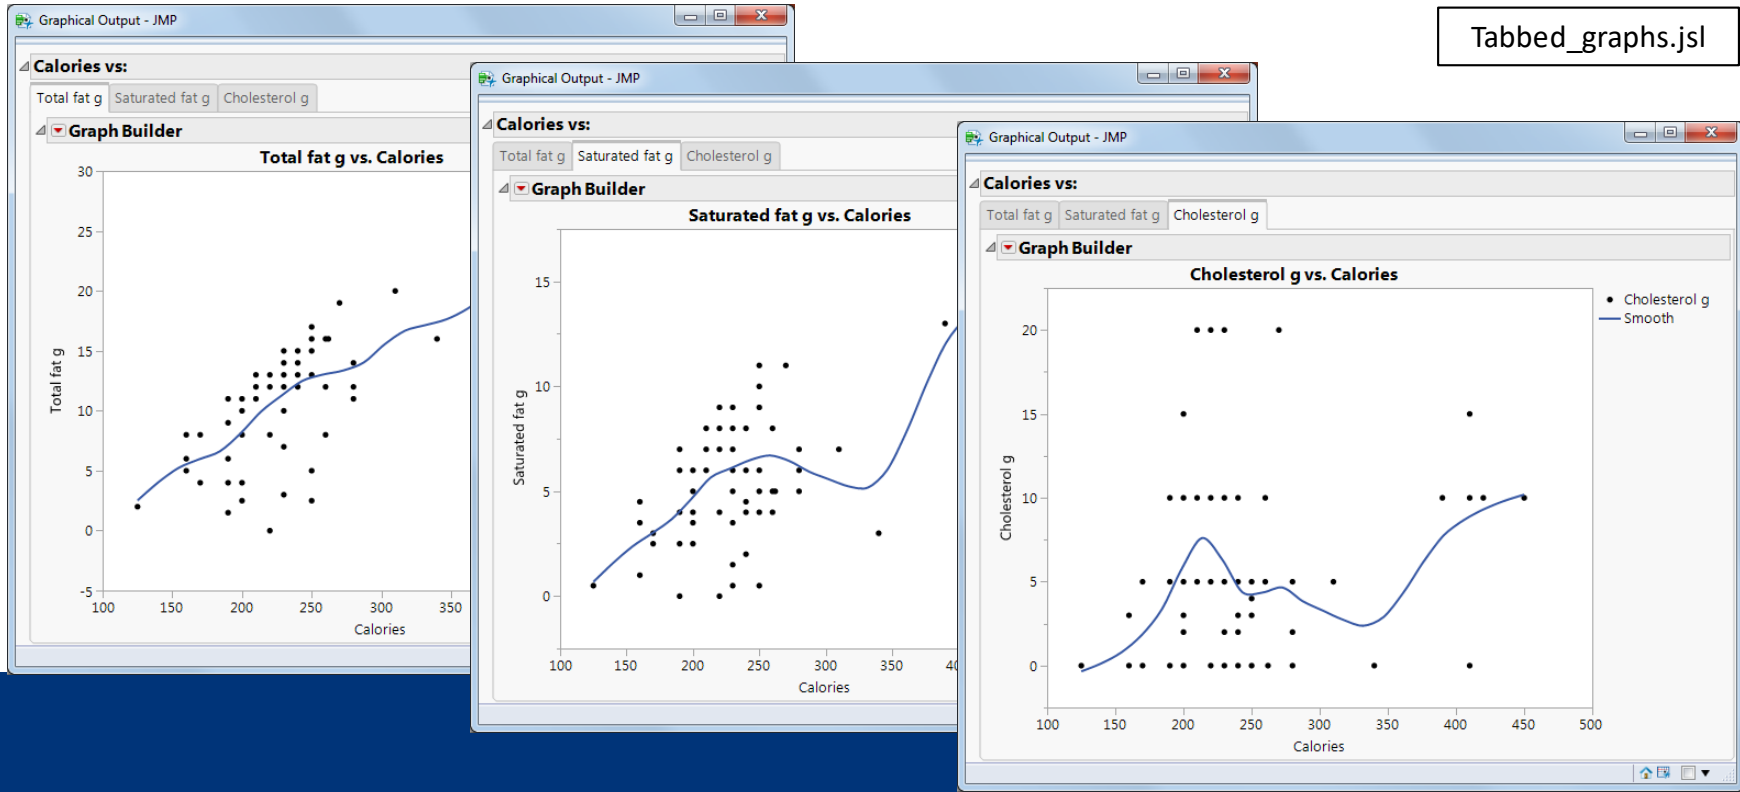 Tabbed_graphs.jsl
Graphical Output - JMP
Calories vs:
Total fat g Saturated fat g Cholesterol g
Graph Builder
Total fat g vs. Calories
30
25
20
15
10
5
0
-5
Total fat g
100 150 200 250 300 350
Calories
Graphical Output - JMP
Calories vs:
Total fat g Saturated fat g Cholesterol g
Graph Builder
Saturated fat g vs. Calories
15
10
5
0
Saturated fat g
100 150 200 250 300 350 40
Calories
Graphical Output - JMP
Calories vs:
Total fat g Saturated fat g Cholesterol g
Graph Builder
Cholesterol g vs. Calories
Cholesterol g
Smooth
20
15
10
5
0
Cholesterol g
100 150 200 250 300 350 400 450 500
Calories